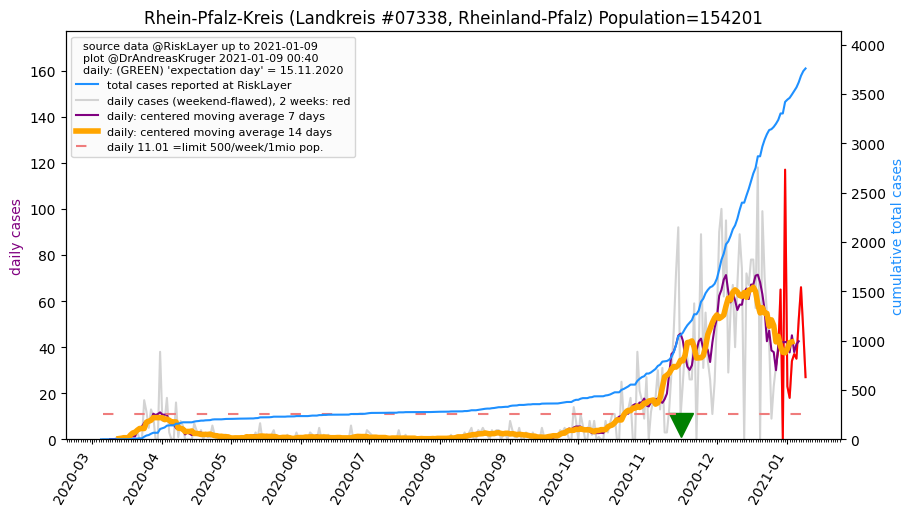 Rhein-Pfalz-Kreis (Landkreis #07338, Rheinland-Pfalz) Population=154201
source data @RiskLayer up to 2021-01-09
plot @DrAndreasKruger 2021-01-09 00:40
daily: (GREEN) 'expectation day' = 15.11.2020
total cases reported at RiskLayer
daily cases (weekend-flawed), 2 weeks: red
daily: centered moving average 7 days
daily: centered moving average 14 days
daily 11.01 =limit 500/week/1mio pop.
daily cases
160
140
120
100
80
60
40
20
0
4000
3500
3000
2500
2000
1500
1000
500
0
cumulative total cases
2020-03
2020-04
2020-05
2020-06
2020-07
2020-08
2020-09
2020-10
2020-11
2020-12
2021-01